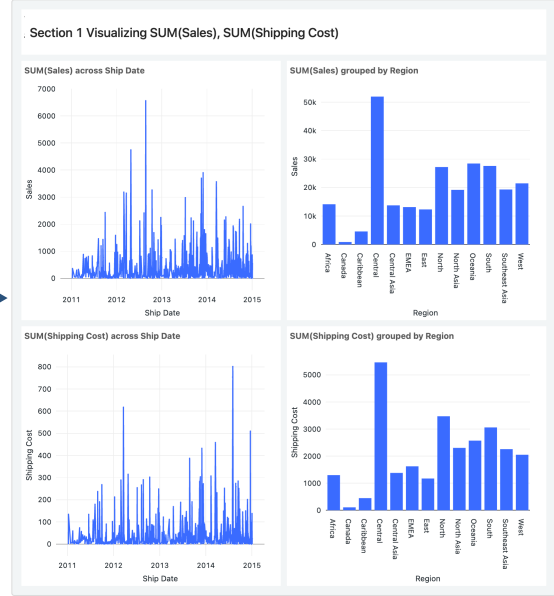 Section 1 Visualizing SUM(Sales), SUM(Shipping Cost)
SUM(Sales) across Ship Date
7000
6000
5000
4000
3000
2000
1000
0
Sales
2011 2012 2013 2014 2015
Ship Date
SUM(Sales) grouped by Region
50k
40k
30k
20k
10k
0
Sales
Africa
Canada
Caribbean
Central
Central Asia
EMEA
East
North
North Asia
Oceania
South
Southeast Asia
West
Region
SUM(Shipping Cost) across Ship Date
800
700
600
500
400
300
200
100
0
Shipping Cost
2011 2012 2013 2014 2015
Ship Date
SUM(Shipping Cost) grouped by Region
5000
4000
3000
2000
1000
0
Shipping Cost
Africa
Canada
Caribbean
Central
Central Asia
EMEA
East
North
North Asia
Oceania
South
Southeast Asia
West
Region